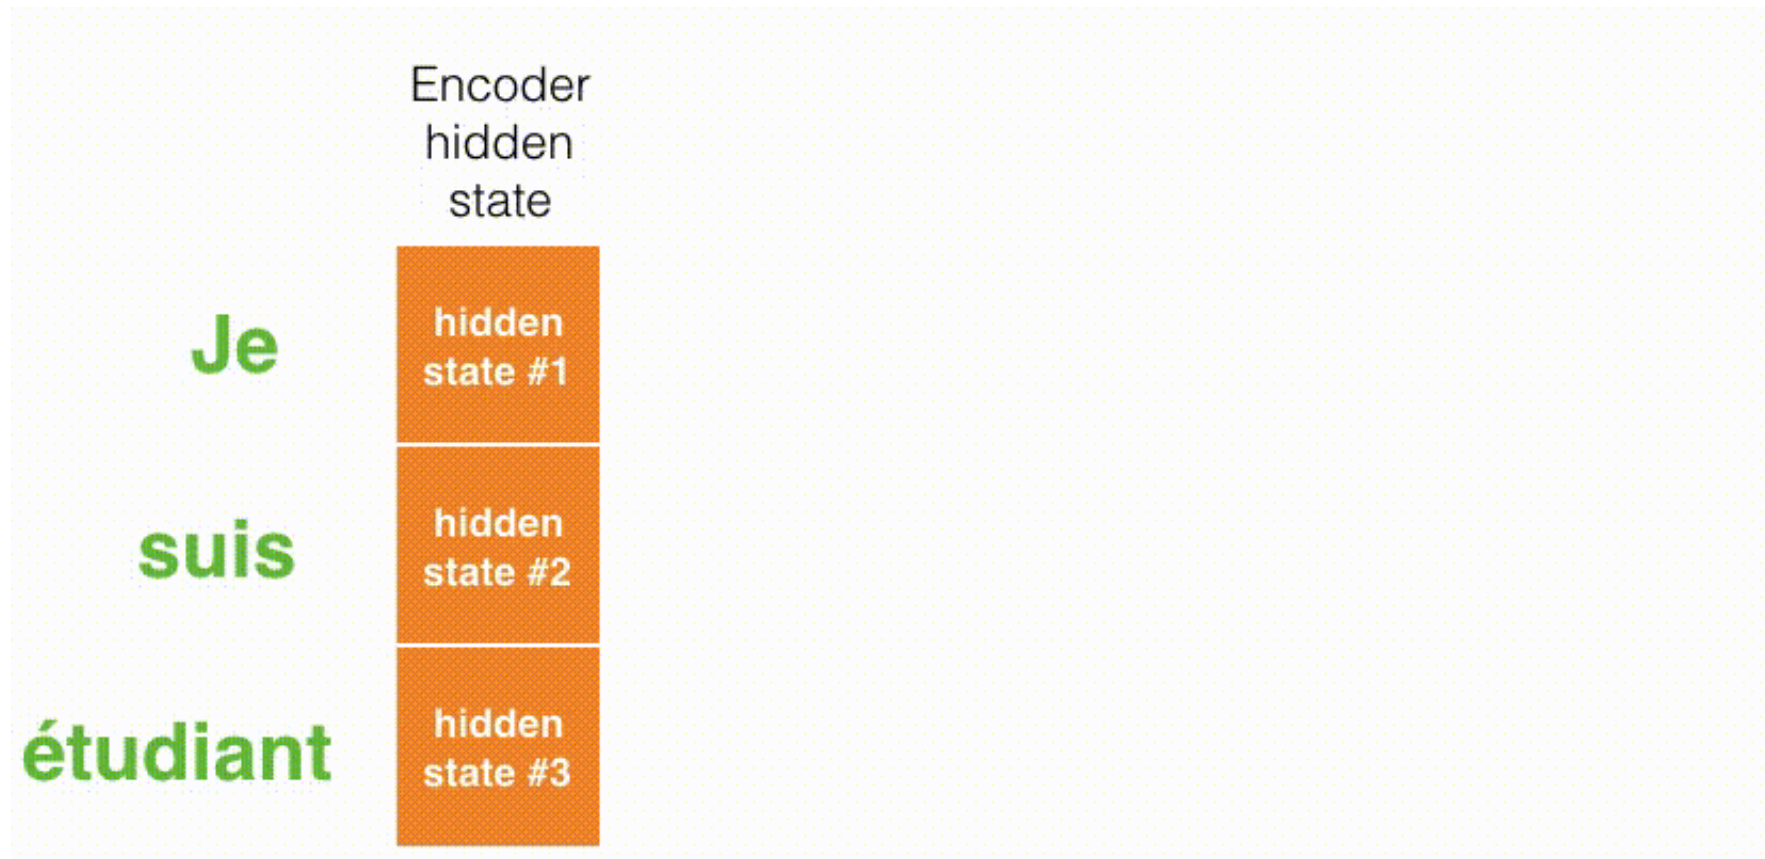 Encoder
hidden
state
Je
hidden
state #1
suis
hidden
state #2
étudiant
hidden
state #3